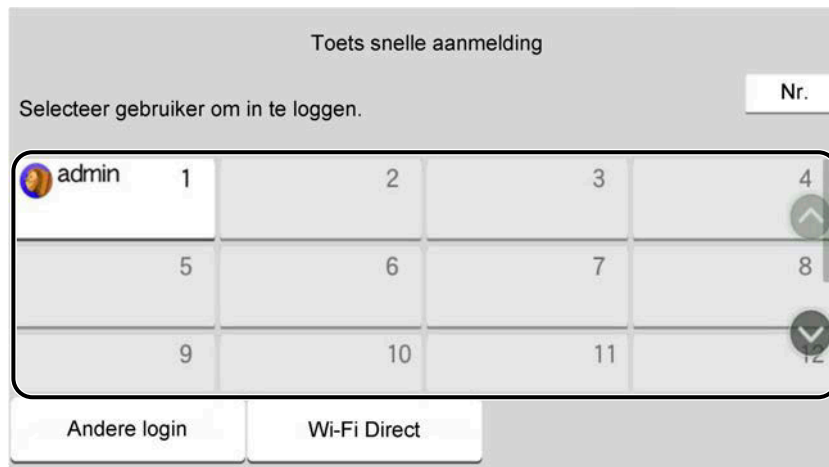 Toets snelle aanmelding
Nr.
Selecteer gebruiker om in te loggen.
admin 1 2 3 4
5 6 7 8
9 10 11 12
Andere login Wi-Fi Direct